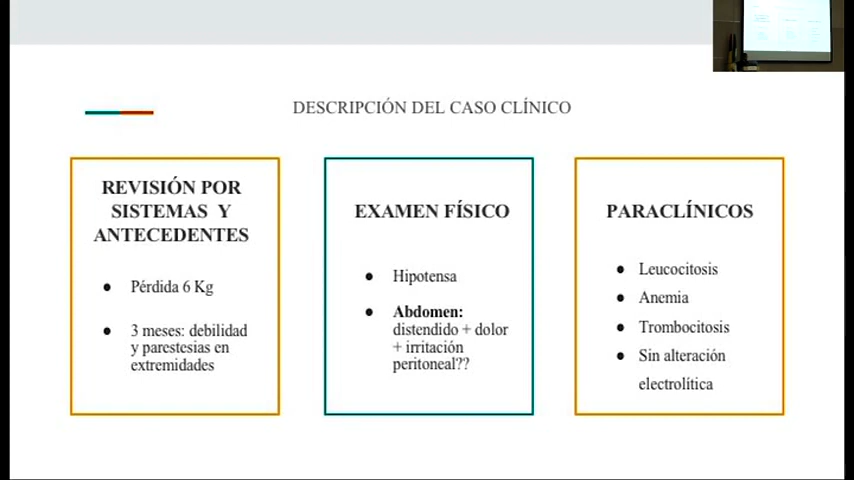 DESCRIPCIÓN DEL CASO CLÍNICO
REVISIÓN POR
SISTEMAS Y
ANTECEDENTES
● Pérdida 6 Kg
● 3 meses: debilidad
y parestesias en
extremidades
EXAMEN FÍSICO
● Hipotensa
● Abdomen:
distendido + dolor
+ irritación
peritoneal??
PARACLÍNICOS
● Leucocitosis
● Anemia
● Trombocitosis
● Sin alteración
electrolítica